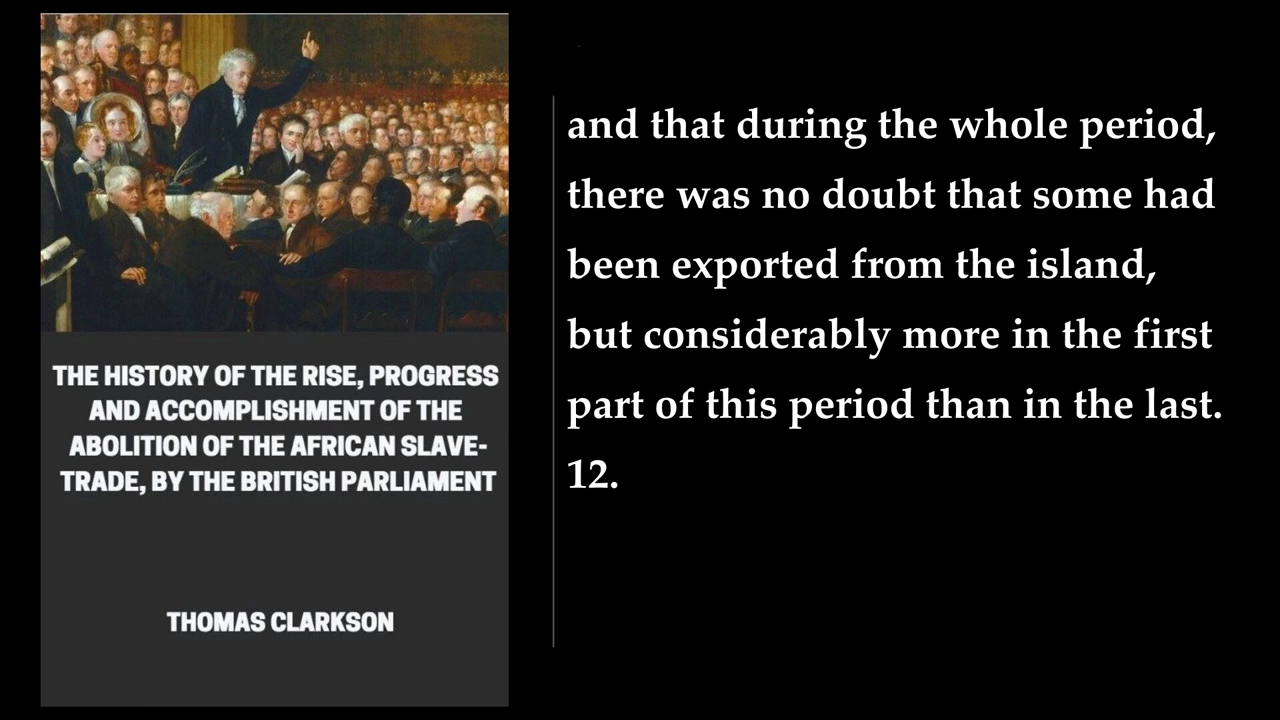 THE HISTORY OF THE RISE, PROGRESS
AND ACCOMPLISHMENT OF THE
ABOLITION OF THE AFRICAN SLAVE-
TRADE, BY THE BRITISH PARLIAMENT
THOMAS CLARKSON
and that during the whole period,
there was no doubt that some had
been exported from the island,
but considerably more in the first
part of this period than in the last.
12.